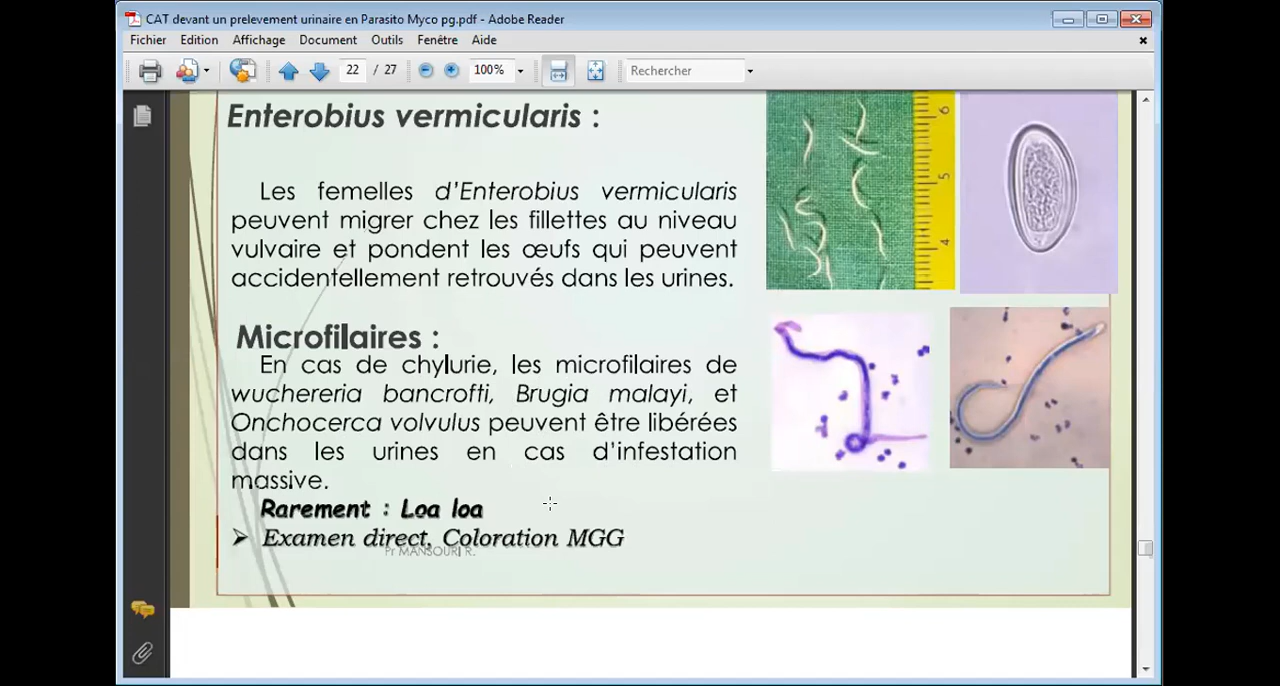 CAT devant un prelevement urinaire en Parasito Myco pg.pdf - Adobe Reader
Fichier Edition Affichage Document Outils Fenêtre Aide
22 / 27 100% Rechercher
Enterobius vermicularis :
Les femelles d’Enterobius vermicularis
peuvent migrer chez les fillettes au niveau
vulvaire et pondent les œufs qui peuvent
accidentellement retrouvés dans les urines.
6
5
4
Microfilaires :
En cas de chylurie, les microfilaires de
wuchereria bancrofti, Brugia malayi, et
Onchocerca volvulus peuvent être libérées
dans les urines en cas d’infestation
massive.
Rarement : Loa loa
➢ Examen direct, Coloration MGG
Pr MANSOURI R.